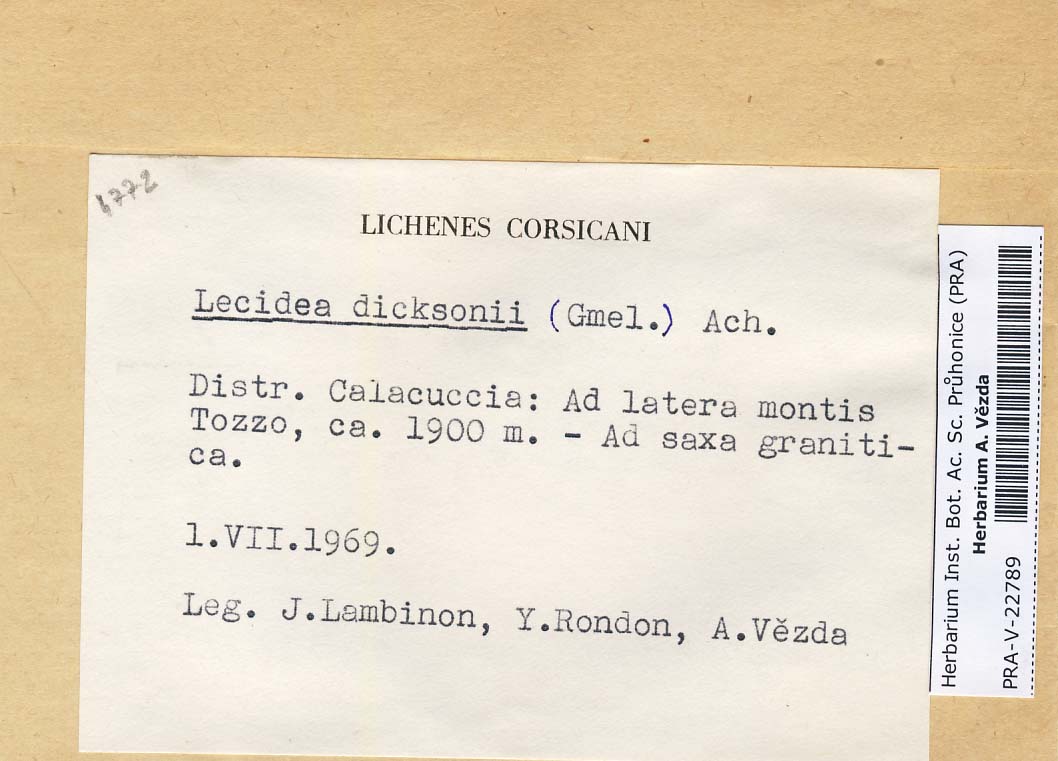 4772
LICHENES CORSICANI
Lecidea dicksonii (Gmel.) Ach.
Distr. Calacuccia: Ad latera montis
Tozzo, ca. 1900 m. - Ad saxa graniti-
ca.
1.VII.1969.
Leg. J.Lambinon, Y.Rondon, A.Vězda
Herbarium Inst. Bot. Ac. Sc. Průhonice (PRA)
Herbarium A. Vězda
PRA-V-22789